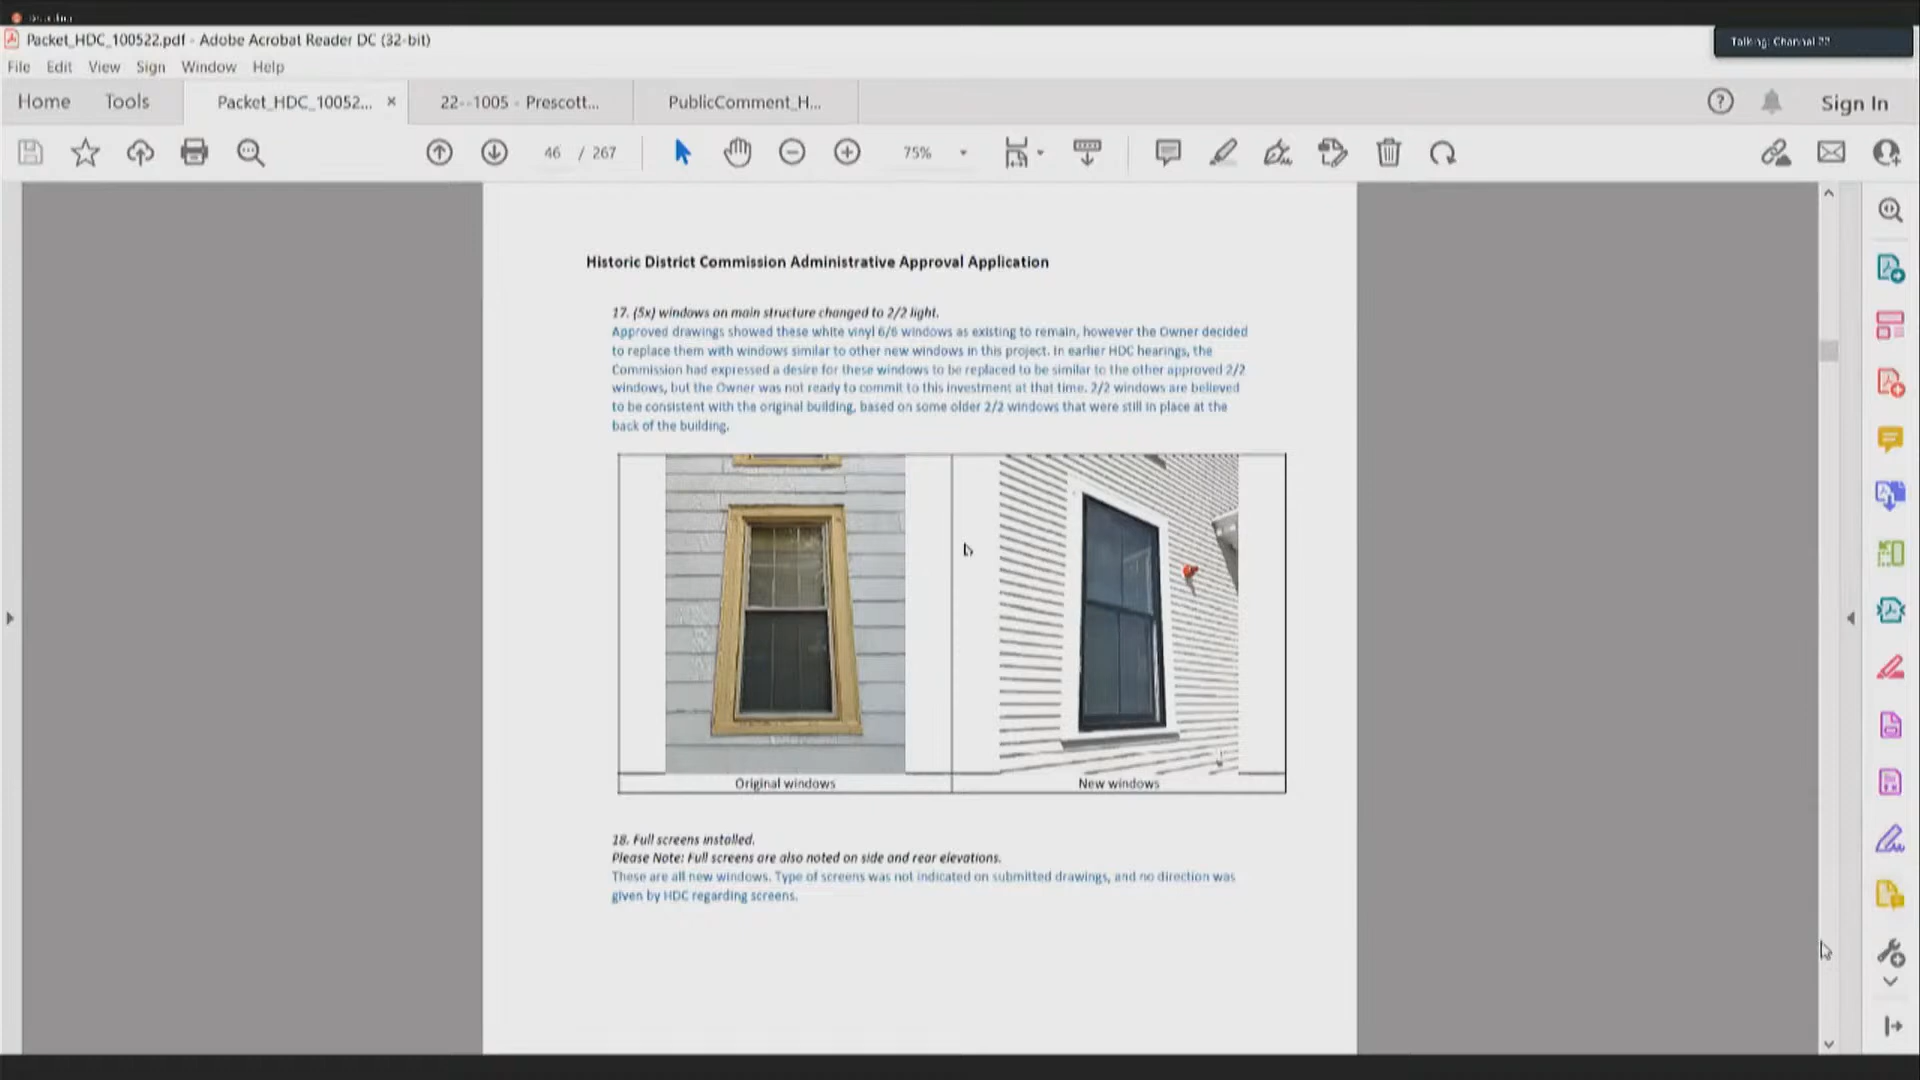 Packet_HDC_100522.pdf - Adobe Acrobat Reader DC (32-bit)
Talking: Channel 22
File Edit View Sign Window Help
Home Tools Packet_HDC_10052... × 22--1005 - Prescott... PublicComment_H... Sign In
46 / 267 75%
Historic District Commission Administrative Approval Application
17. (5x) windows on main structure changed to 2/2 light.
Approved drawings showed these white vinyl 6/6 windows as existing to remain, however the Owner decided
to replace them with windows similar to other new windows in this project. In earlier HDC hearings, the
Commission had expressed a desire for these windows to be replaced to be similar to the other approved 2/2
windows, but the Owner was not ready to commit to this investment at that time. 2/2 windows are believed
to be consistent with the original building, based on some older 2/2 windows that were still in place at the
back of the building.
Original windows New windows
18. Full screens installed.
Please Note: Full screens are also noted on side and rear elevations.
These are all new windows. Type of screens was not indicated on submitted drawings, and no direction was
given by HDC regarding screens.